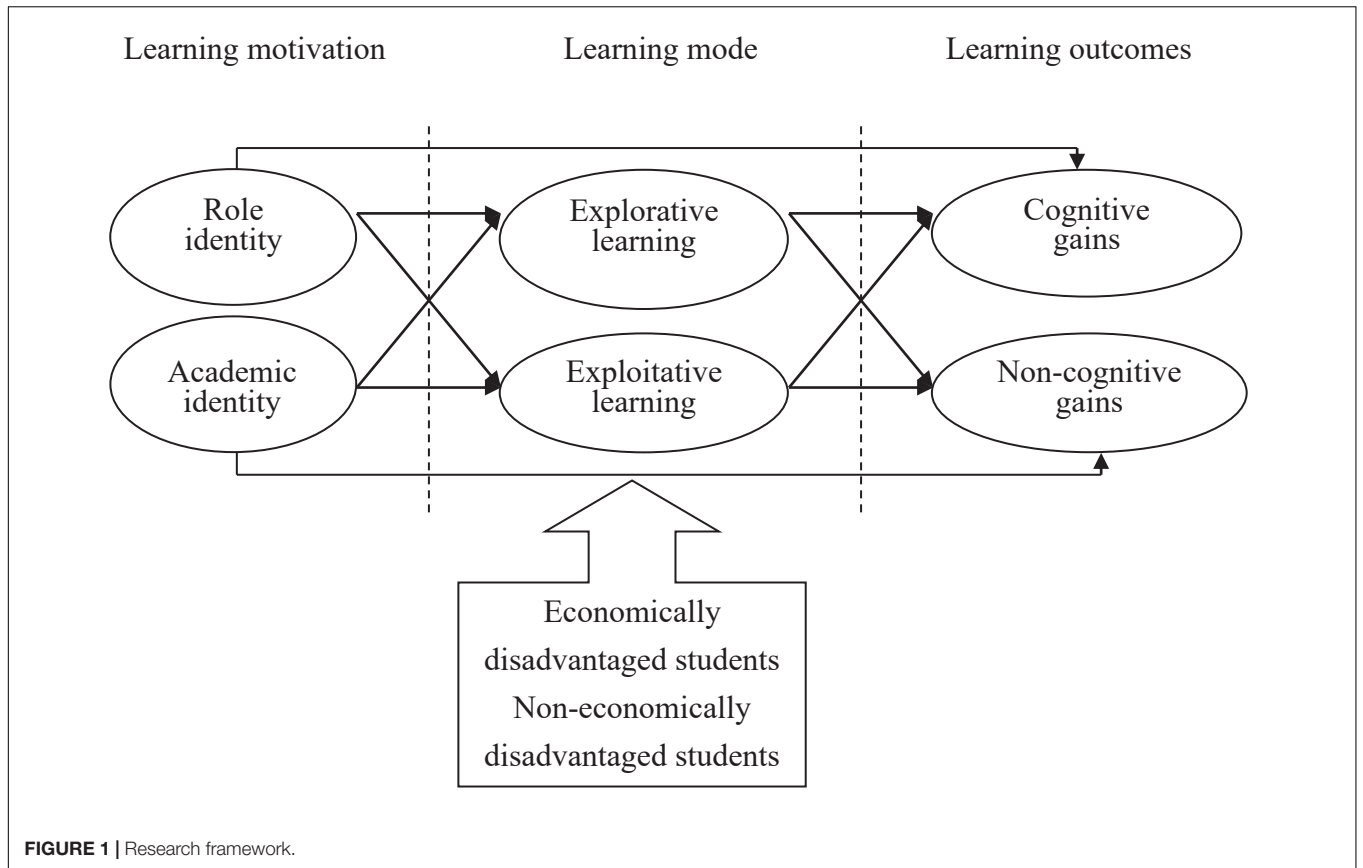 Learning motivation
Learning mode
Learning outcomes
Role
identity
Explorative
learning
Cognitive
gains
Academic
identity
Exploitative
learning
Non-cognitive
gains
Economically
disadvantaged students
Non-economically
disadvantaged students
FIGURE 1 | Research framework.